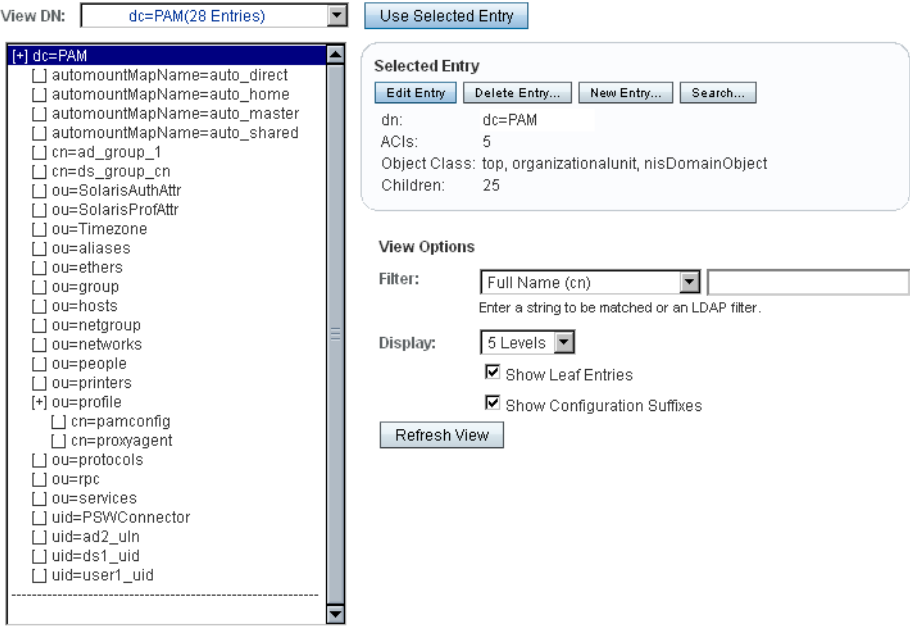 View DN: dc=PAM(28 Entries) Use Selected Entry
[+] dc=PAM
[ ] automountMapName=auto_direct
[ ] automountMapName=auto_home
[ ] automountMapName=auto_master
[ ] automountMapName=auto_shared
[ ] cn=ad_group_1
[ ] cn=ds_group_cn
[ ] ou=SolarisAuthAttr
[ ] ou=SolarisProfAttr
[ ] ou=Timezone
[ ] ou=aliases
[ ] ou=ethers
[ ] ou=group
[ ] ou=hosts
[ ] ou=netgroup
[ ] ou=networks
[ ] ou=people
[ ] ou=printers
[+] ou=profile
[ ] cn=pamconfig
[ ] cn=proxyagent
[ ] ou=protocols
[ ] ou=rpc
[ ] ou=services
[ ] uid=PSWConnector
[ ] uid=ad2_uln
[ ] uid=ds1_uid
[ ] uid=user1_uid
------------------------------------------------------------
Selected Entry
Edit Entry Delete Entry... New Entry... Search...
dn: dc=PAM
ACIs: 5
Object Class: top, organizationalunit, nisDomainObject
Children: 25
View Options
Filter: Full Name (cn)
Enter a string to be matched or an LDAP filter.
Display: 5 Levels
Show Leaf Entries
Show Configuration Suffixes
Refresh View